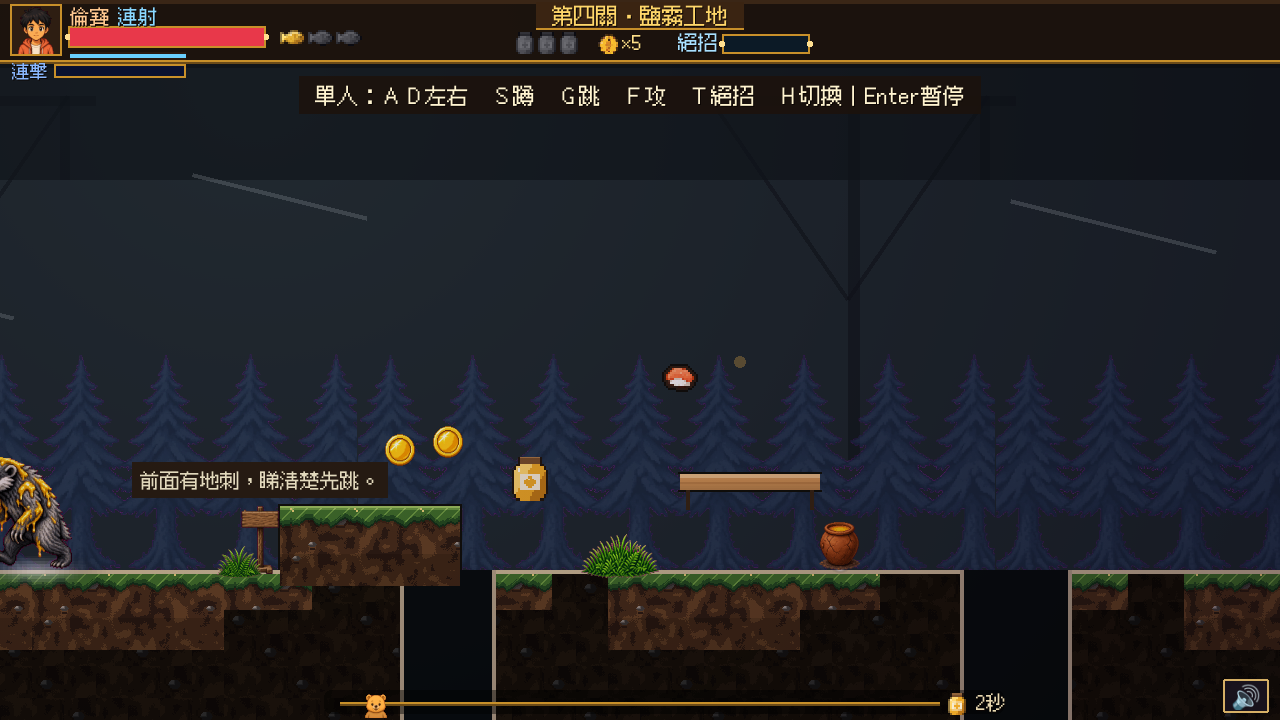 倫寶 連射
第四關・鹽霧工地
×5
絕招
連擊
單人：A D左右 S蹲 G跳 F攻 T絕招 H切換 | Enter暫停
前面有地刺，睇清楚先跳。
2秒